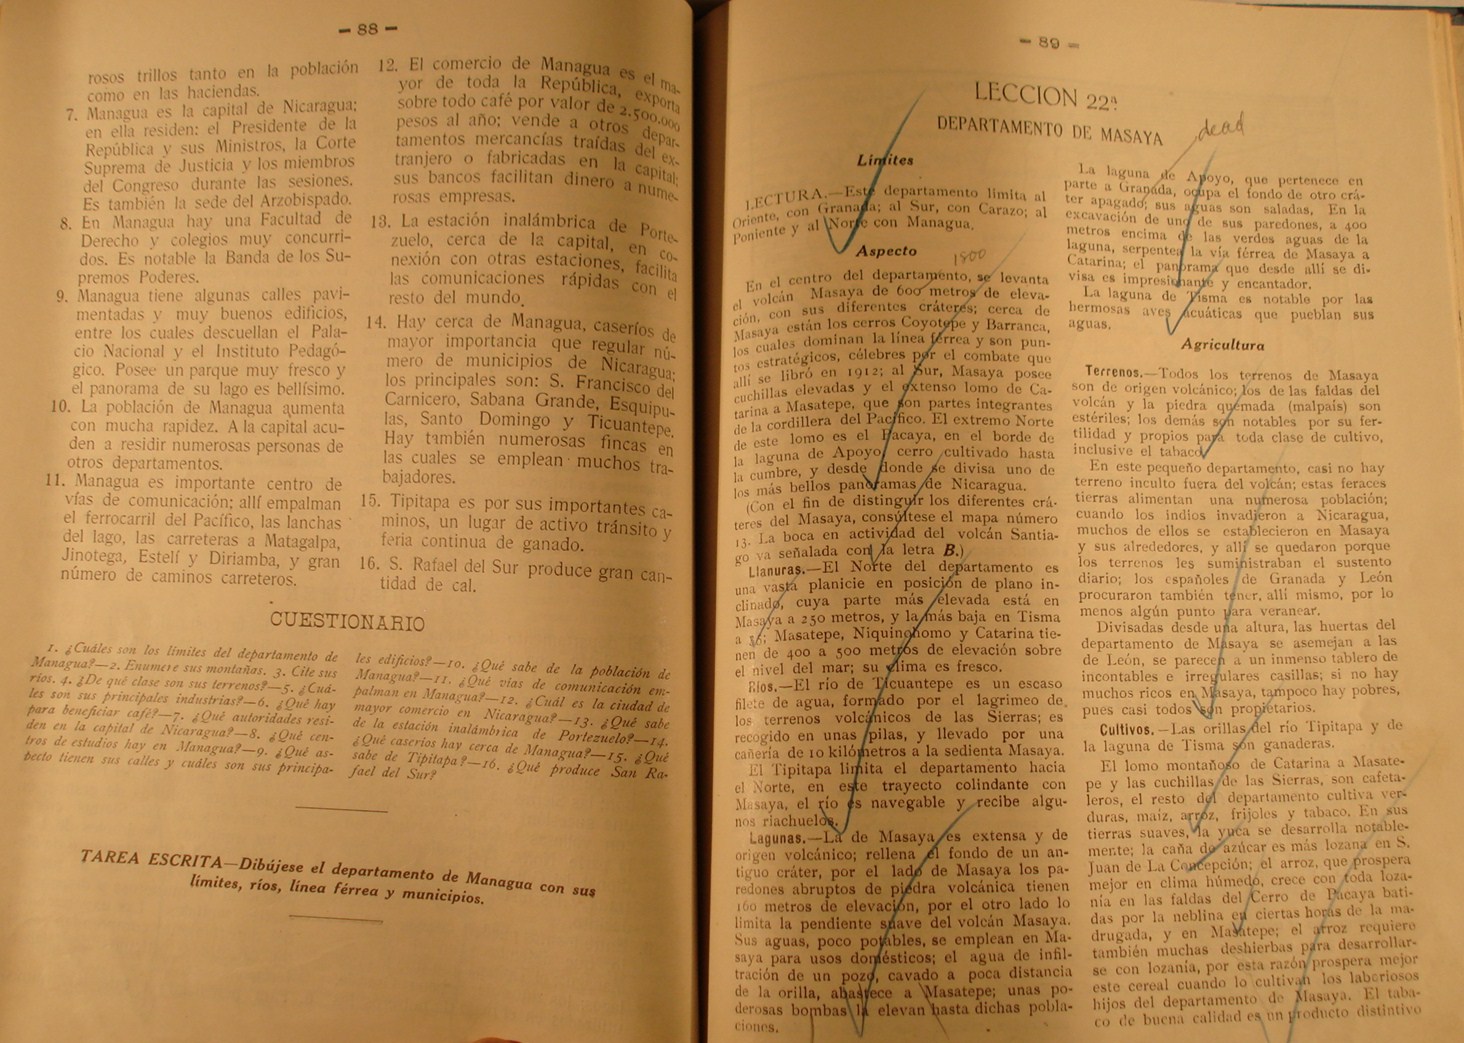 — 88 —
rosos trillos tanto en la población
como en las haciendas.
7. Managua es la capital de Nicaragua;
en ella residen: el Presidente de la
República y sus Ministros, la Corte
Suprema de Justicia y los miembros
del Congreso durante las sesiones.
Es también la sede del Arzobispado.
8. En Managua hay una Facultad de
Derecho y colegios muy concurri-
dos. Es notable la Banda de los Su-
premos Poderes.
9. Managua tiene algunas calles pavi-
mentadas y muy buenos edificios,
entre los cuales descuellan el Pala-
cio Nacional y el Instituto Pedagó-
gico. Posee un parque muy fresco y
el panorama de su lago es bellísimo.
10. La población de Managua aumenta
con mucha rapidez. A la capital acu-
den a residir numerosas personas de
otros departamentos.
11. Managua es importante centro de
vías de comunicación; allí empalman
el ferrocarril del Pacífico, las lanchas
del lago, las carreteras a Matagalpa,
Jinotega, Estelí y Diriamba, y gran
número de caminos carreteros.
12. El comercio de Managua es el ma-
yor de toda la República, exporta
sobre todo café por valor de 2.500.000
pesos al año; vende a otros depar-
tamentos mercancías traídas del ex-
tranjero o fabricadas en la capital;
sus bancos facilitan dinero a nume-
rosas empresas.
13. La estación inalámbrica de Porte-
zuelo, cerca de la capital, en co-
nexión con otras estaciones, facilita
las comunicaciones rápidas con el
resto del mundo.
14. Hay cerca de Managua, caseríos de
mayor importancia que regular nú-
mero de municipios de Nicaragua;
los principales son: S. Francisco del
Carnicero, Sabana Grande, Esquipu-
las, Santo Domingo y Ticuantepe.
Hay también numerosas fincas en
las cuales se emplean muchos tra-
bajadores.
15. Tipitapa es por sus importantes ca-
minos, un lugar de activo tránsito y
feria continua de ganado.
16. S. Rafael del Sur produce gran can-
tidad de cal.
CUESTIONARIO
1. ¿Cuáles son los límites del departamento de
Managua?—2. Enumere sus montañas. 3. Cite sus
ríos. 4. ¿De qué clase son sus terrenos?—5. ¿Cuá-
les son sus principales industrias?—6. ¿Qué hay
para beneficiar café?—7. ¿Qué autoridades resi-
den en la capital de Nicaragua?—8. ¿Qué cen-
tros de estudios hay en Managua?—9. ¿Qué as-
pecto tienen sus calles y cuáles son sus principa-
les edificios?—10. ¿Qué sabe de la población de
Managua?—11. ¿Qué vías de comunicación em-
palman en Managua?—12. ¿Cuál es la ciudad de
mayor comercio en Nicaragua?—13. ¿Qué sabe
de la estación inalámbrica de Portezuelo?—14.
¿Qué caseríos hay cerca de Managua?—15. ¿Qué
sabe de Tipitapa?—16. ¿Qué produce San Ra-
fael del Sur?
TAREA ESCRITA—Dibújese el departamento de Managua con sus
límites, ríos, línea férrea y municipios.
— 89 —
LECCION 22ª
DEPARTAMENTO DE MASAYA
dead
Límites
LECTURA.—Este departamento limita al
Oriente, con Granada; al Sur, con Carazo; al
Poniente y al Norte con Managua.
Aspecto
1500
En el centro del departamento, se levanta
el volcán Masaya de 600 metros de eleva-
ción, con sus diferentes cráteres; cerca de
Masaya están los cerros Coyotepe y Barranca,
los cuales dominan la línea férrea y son pun-
tos estratégicos, célebres por el combate que
allí se libró en 1912; al Sur, Masaya posee
cuchillas elevadas y el extenso lomo de Ca-
tarina a Masatepe, que son partes integrantes
de la cordillera del Pacífico. El extremo Norte
de este lomo es el Pacaya, en el borde de
la laguna de Apoyo, cerro cultivado hasta
la cumbre, y desde donde se divisa uno de
los más bellos panoramas de Nicaragua.
(Con el fin de distinguir los diferentes crá-
teres del Masaya, consúltese el mapa número
13. La boca en actividad del volcán Santia-
go va señalada con la letra B.)
Llanuras.—El Norte del departamento es
una vasta planicie en posición de plano in-
clinado, cuya parte más elevada está en
Masaya a 250 metros, y la más baja en Tisma
a 36; Masatepe, Niquinohomo y Catarina tie-
nen de 400 a 500 metros de elevación sobre
el nivel del mar; su clima es fresco.
Ríos.—El río de Ticuantepe es un escaso
filete de agua, formado por el lagrimeo de
los terrenos volcánicos de las Sierras; es
recogido en unas pilas, y llevado por una
cañería de 10 kilómetros a la sedienta Masaya.
El Tipitapa limita el departamento hacia
el Norte, en este trayecto colindante con
Masaya, el río es navegable y recibe algu-
nos riachuelos.
Lagunas.—La de Masaya es extensa y de
origen volcánico; rellena el fondo de un an-
tiguo cráter, por el lado de Masaya los pa-
redones abruptos de piedra volcánica tienen
160 metros de elevación, por el otro lado lo
limita la pendiente suave del volcán Masaya.
Sus aguas, poco potables, se emplean en Ma-
saya para usos domésticos; el agua de infil-
tración de un pozo, cavado a poca distancia
de la orilla, abastece a Masatepe; unas po-
derosas bombas la elevan hasta dichas pobla-
ciones.
La laguna de Apoyo, que pertenece en
parte a Granada, ocupa el fondo de otro crá-
ter apagado; sus aguas son saladas. En la
excavación de uno de sus paredones, a 400
metros encima de las verdes aguas de la
laguna, serpentea la vía férrea de Masaya a
Catarina; el panorama que desde allí se di-
visa es impresionante y encantador.
La laguna de Tisma es notable por las
hermosas aves acuáticas que pueblan sus
aguas.
Agricultura
Terrenos.—Todos los terrenos de Masaya
son de origen volcánico; los de las faldas del
volcán y la piedra quemada (malpaís) son
estériles; los demás son notables por su fer-
tilidad y propios para toda clase de cultivo,
inclusive el tabaco.
En este pequeño departamento, casi no hay
terreno inculto fuera del volcán; estas feraces
tierras alimentan una numerosa población;
cuando los indios invadieron a Nicaragua,
muchos de ellos se establecieron en Masaya
y sus alrededores, y allí se quedaron porque
los terrenos les suministraban el sustento
diario; los españoles de Granada y León
procuraron también tener, allí mismo, por lo
menos algún punto para veranear.
Divisadas desde una altura, las huertas del
departamento de Masaya se asemejan a las
de León, se parecen a un inmenso tablero de
incontables e irregulares casillas; si no hay
muchos ricos en Masaya, tampoco hay pobres,
pues casi todos son propietarios.
Cultivos.—Las orillas del río Tipitapa y de
la laguna de Tisma son ganaderas.
El lomo montañoso de Catarina a Masate-
pe y las cuchillas de las Sierras, son cafeta-
leros, el resto del departamento cultiva ver-
duras, maíz, arroz, frijoles y tabaco. En sus
tierras suaves, la yuca se desarrolla notable-
mente; la caña de azúcar es más lozana en S.
Juan de La Concepción; el arroz, que prospera
mejor en clima húmedo, crece con toda loza-
nía en las faldas del Cerro de Pacaya bati-
das por la neblina en ciertas horas de la ma-
drugada, y en Masatepe; el arroz requiere
también muchas deshierbas para desarrollar-
se con lozanía, por esta razón prospera mejor
este cereal cuando lo cultivan los laboriosos
hijos del departamento de Masaya. El taba-
co de buena calidad es un producto distintivo